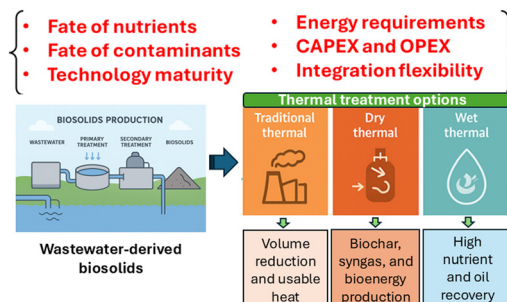 • Fate of nutrients
• Fate of contaminants
• Technology maturity
• Energy requirements
• CAPEX and OPEX
• Integration flexibility
BIOSOLIDS PRODUCTION
WASTEWATER
PRIMARY
TREATMENT
SECONDARY
TREATMENT
BIOSOLIDS
Wastewater-derived
biosolids
Thermal treatment options
Traditional
thermal
Dry
thermal
Wet
thermal
Volume
reduction
and usable
heat
Biochar,
syngas, and
bioenergy
production
High
nutrient
and oil
recovery